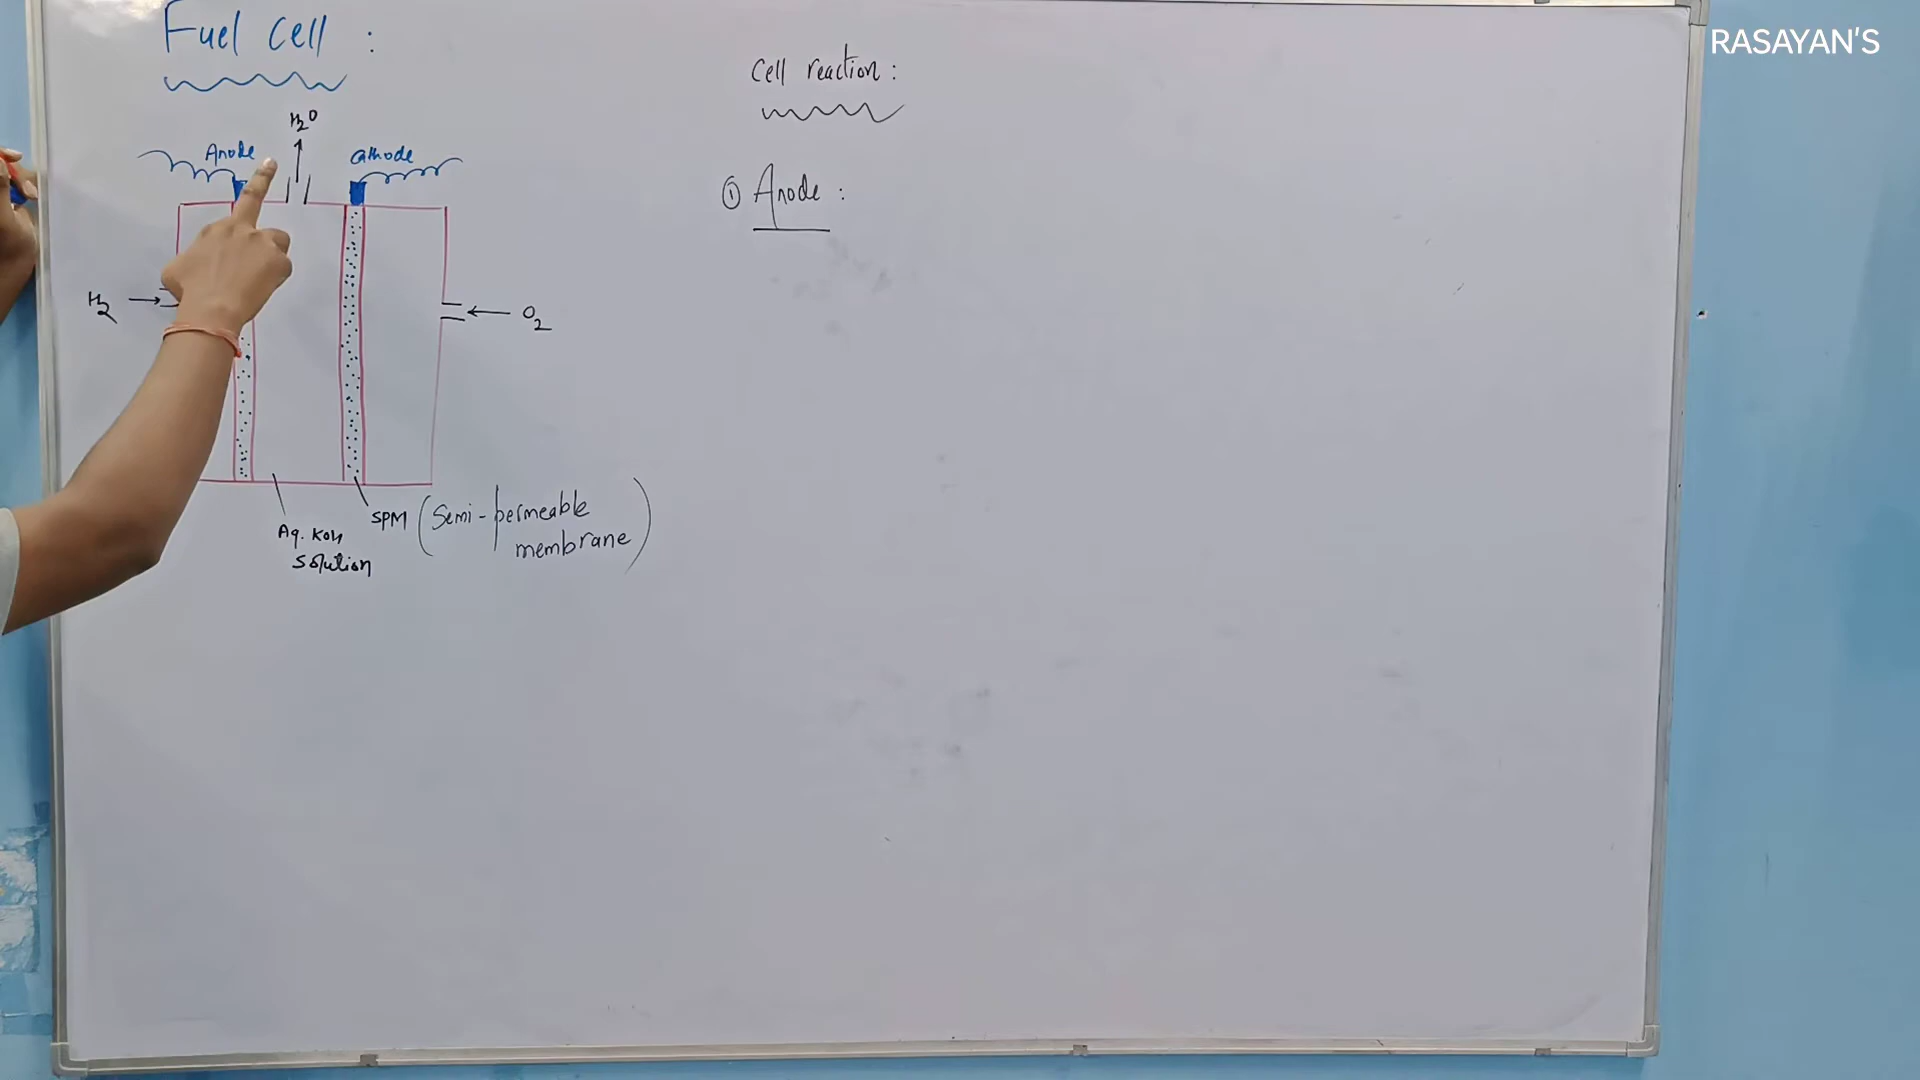 Fuel Cell :
H2O
Anode
Cathode
H2
O2
Aq. KOH
solution
SPM (Semi-permeable
membrane)
Cell reaction :
① Anode :
RASAYAN'S